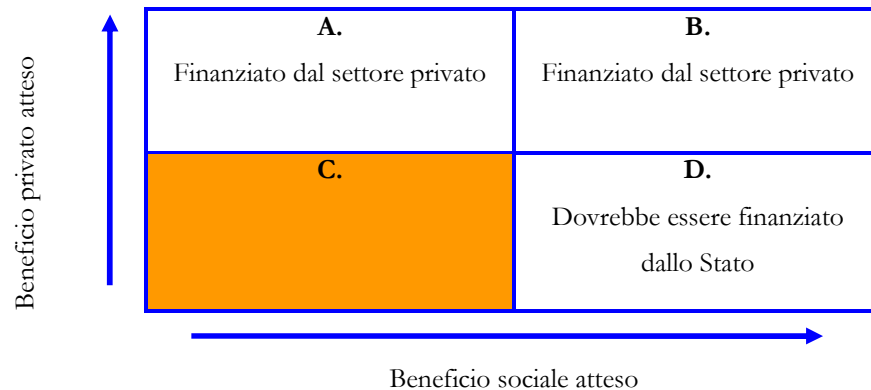 A.
Finanziato dal settore privato
B.
Finanziato dal settore privato
C.
D.
Dovrebbe essere finanziato
dallo Stato
Beneficio privato atteso
Beneficio sociale atteso